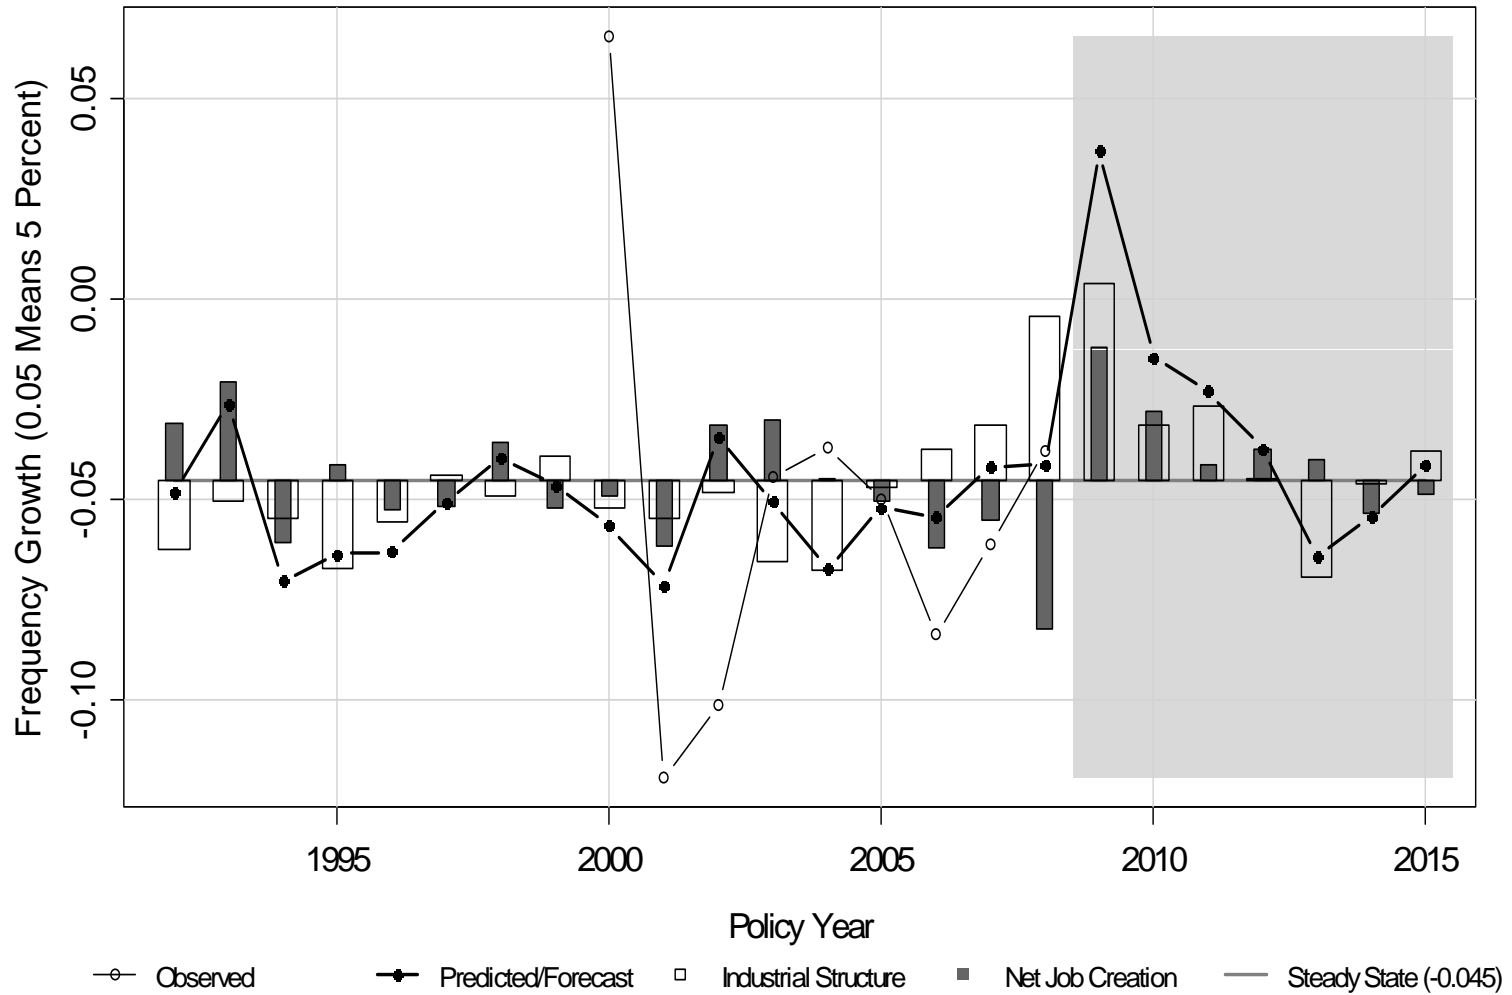 Frequency Growth (0.05 Means 5 Percent)
0.05
0.00
-0.05
-0.10
1995 2000 2005 2010 2015
Policy Year
Observed Predicted/Forecast Industrial Structure Net Job Creation Steady State (-0.045)